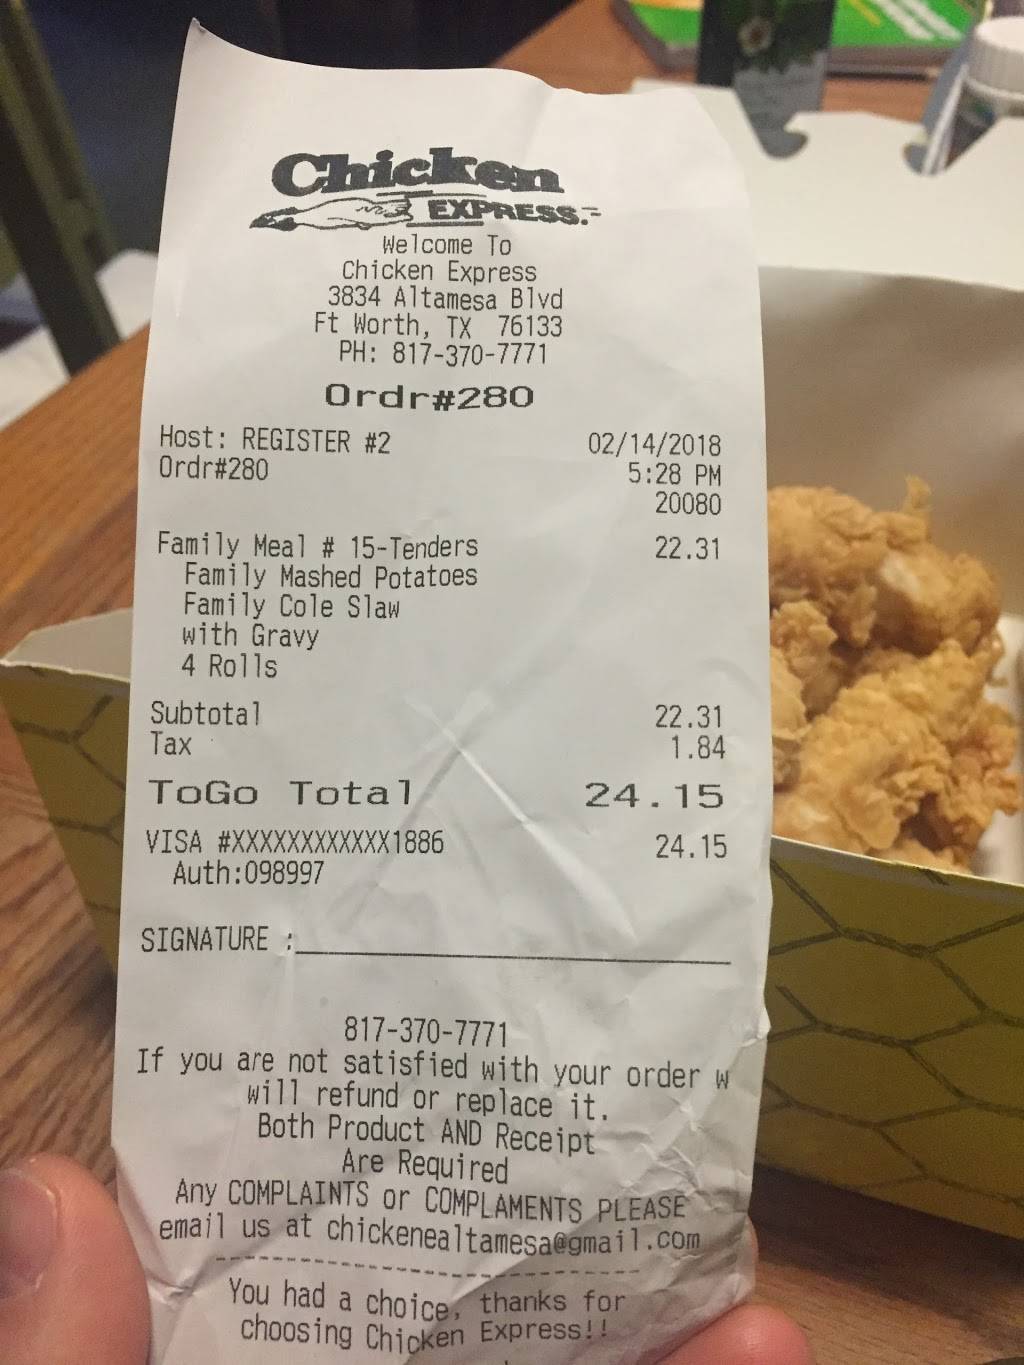 Chicken
EXPRESS.
Welcome To
Chicken Express
3834 Altamesa Blvd
Ft Worth, TX 76133
PH: 817-370-7771
Ordr#280
Host: REGISTER #2 02/14/2018
Ordr#280 5:28 PM
20080
Family Meal # 15-Tenders 22.31
Family Mashed Potatoes
Family Cole Slaw
with Gravy
4 Rolls
Subtotal 22.31
Tax 1.84
ToGo Total 24.15
VISA #XXXXXXXXXXXX1886 24.15
Auth:098997
SIGNATURE :
817-370-7771
If you are not satisfied with your order w
will refund or replace it.
Both Product AND Receipt
Are Required
Any COMPLAINTS or COMPLAMENTS PLEASE
email us at chickenealtamesa@gmail.com
You had a choice, thanks for
choosing Chicken Express!!